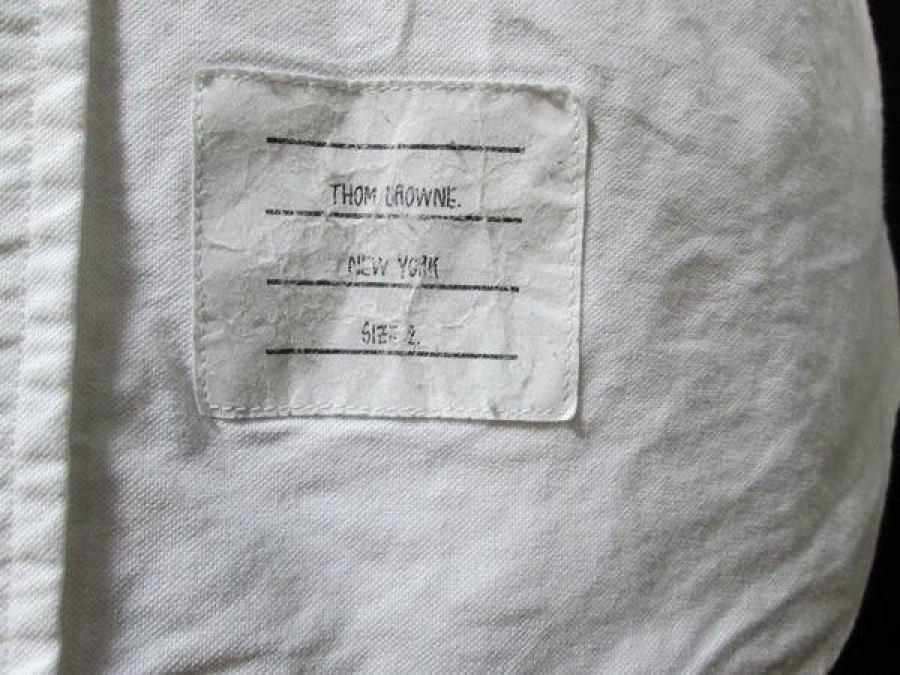 THOM BROWNE.
NEW YORK
SIZE 2.